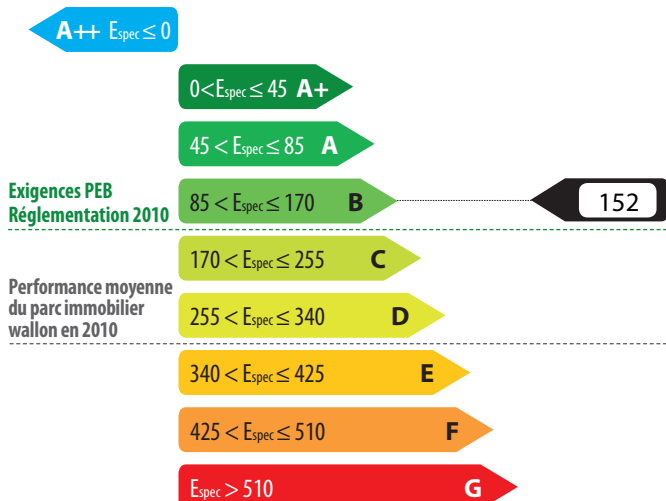 A++ Espec ≤ 0
0 < Espec ≤ 45 A+
45 < Espec ≤ 85 A
Exigences PEB
Réglementation 2010
85 < Espec ≤ 170 B
152
170 < Espec ≤ 255 C
Performance moyenne
du parc immobilier
wallon en 2010
255 < Espec ≤ 340 D
340 < Espec ≤ 425 E
425 < Espec ≤ 510 F
Espec > 510 G